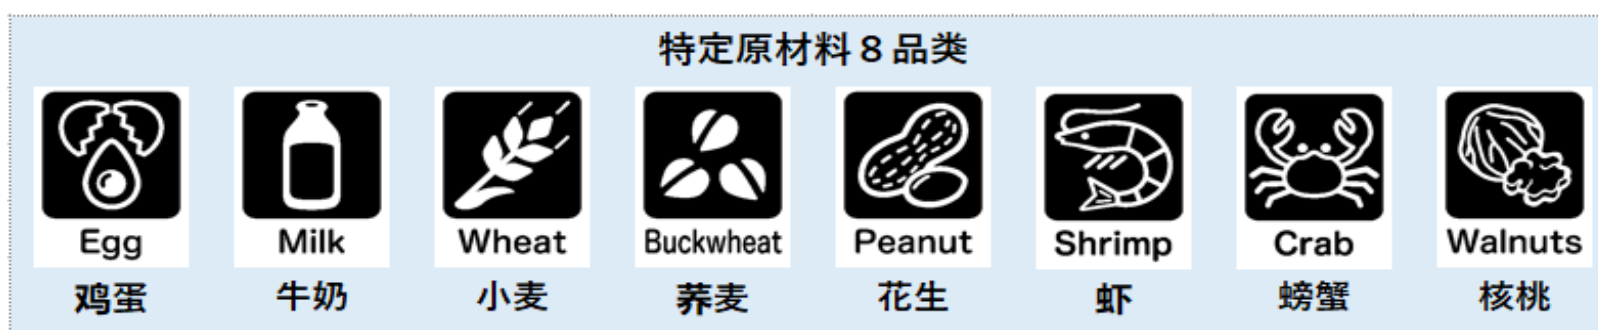 特定原材料８品类
Egg Milk Wheat Buckwheat Peanut Shrimp Crab Walnuts
鸡蛋 牛奶 小麦 荞麦 花生 虾 螃蟹 核桃